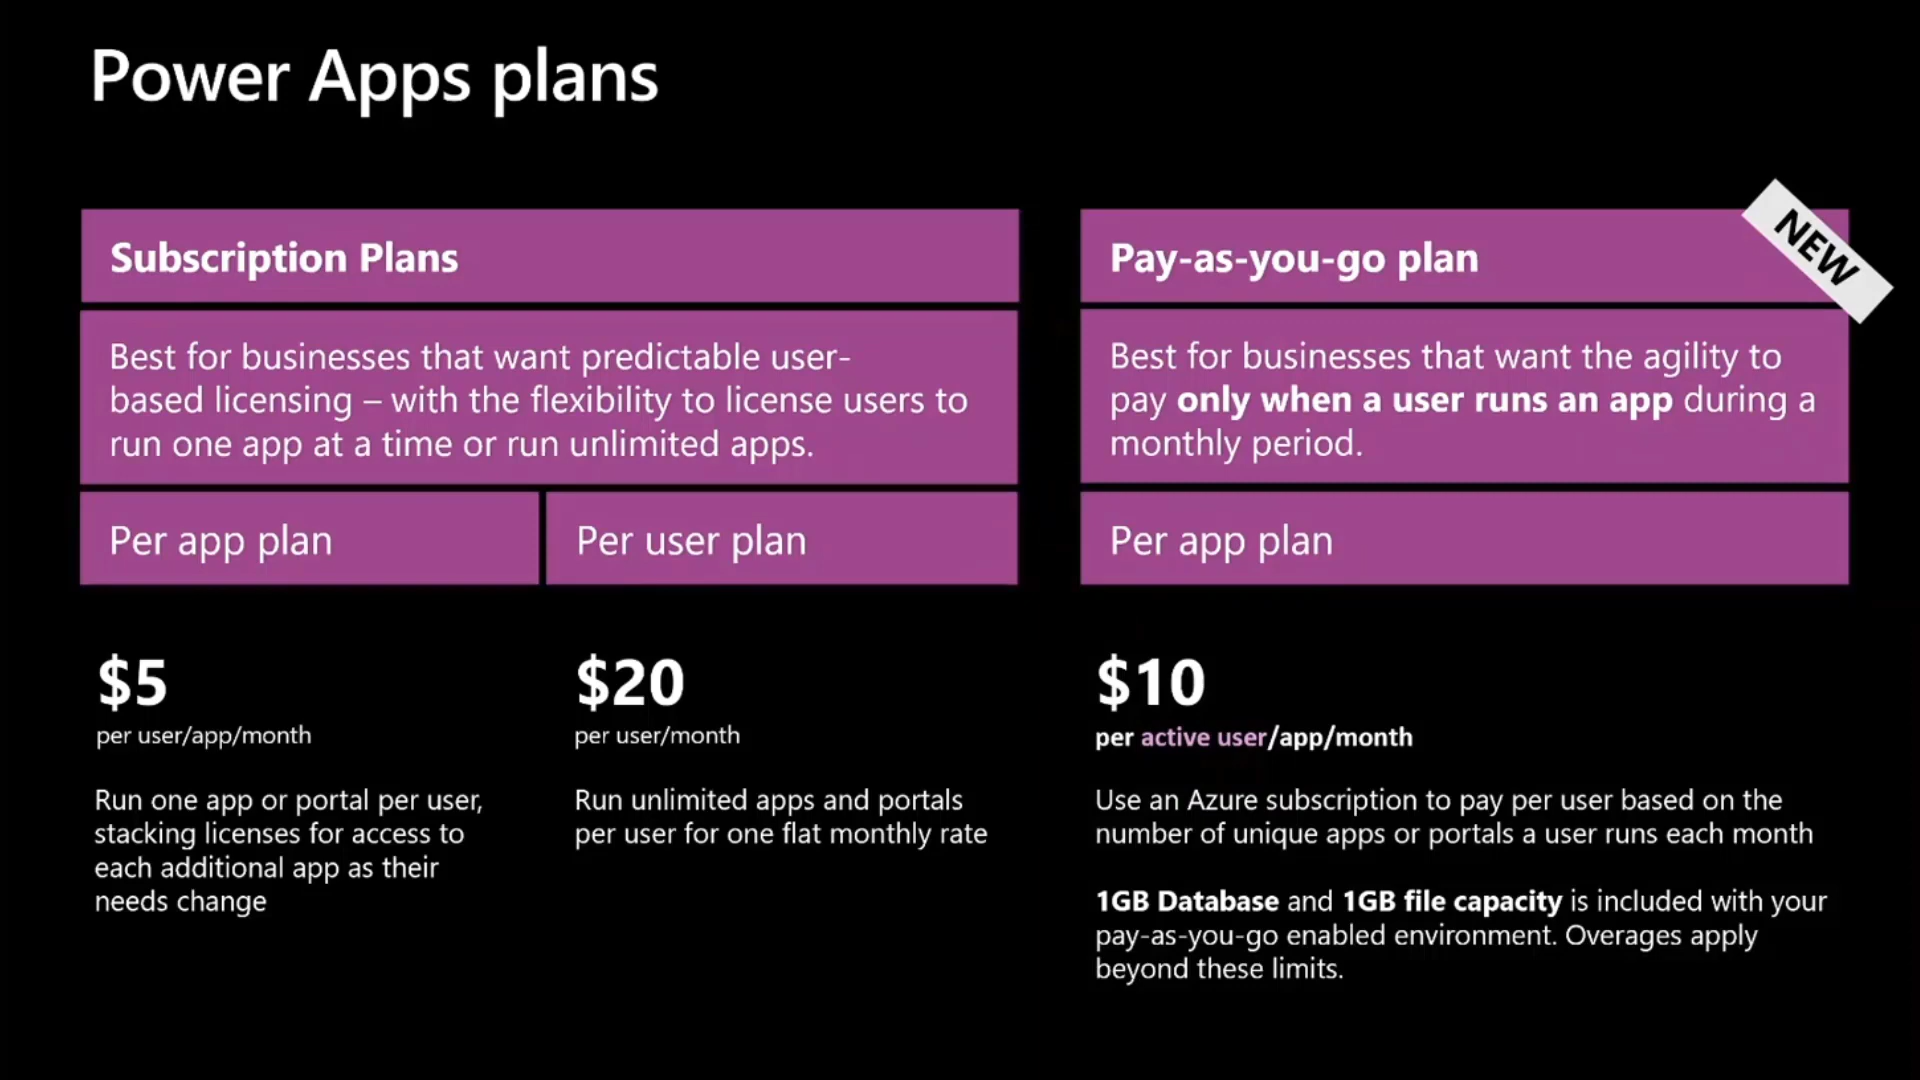 Power Apps plans
Subscription Plans
Best for businesses that want predictable user-
based licensing – with the flexibility to license users to
run one app at a time or run unlimited apps.
Per app plan
$5
per user/app/month
Run one app or portal per user,
stacking licenses for access to
each additional app as their
needs change
Per user plan
$20
per user/month
Run unlimited apps and portals
per user for one flat monthly rate
Pay-as-you-go plan
NEW
Best for businesses that want the agility to
pay only when a user runs an app during a
monthly period.
Per app plan
$10
per active user/app/month
Use an Azure subscription to pay per user based on the
number of unique apps or portals a user runs each month
1GB Database and 1GB file capacity is included with your
pay-as-you-go enabled environment. Overages apply
beyond these limits.